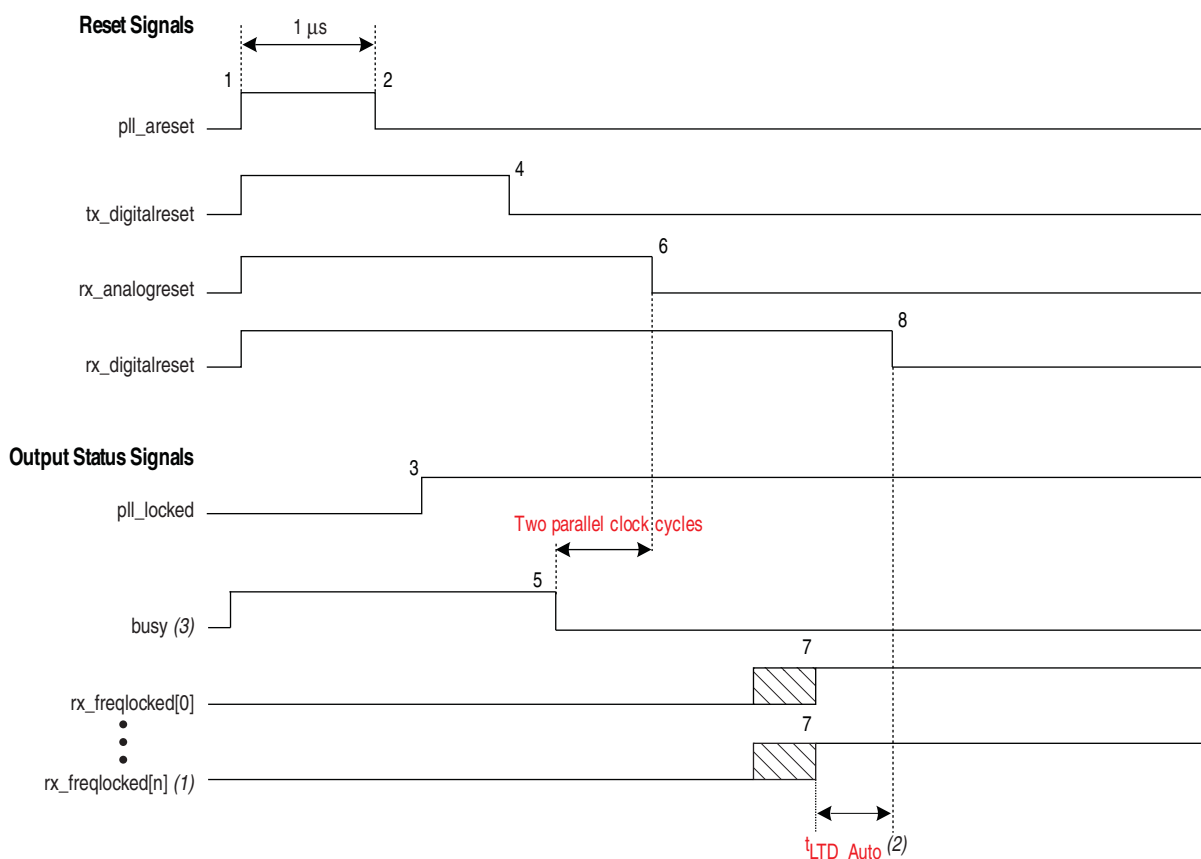 Reset Signals
1 μs
1
2
pll_areset
4
tx_digitalreset
6
rx_analogreset
8
rx_digitalreset
Output Status Signals
3
pll_locked
Two parallel clock cycles
5
busy (3)
7
rx_freqlocked[0]
7
rx_freqlocked[n] (1)
tLTD_Auto (2)